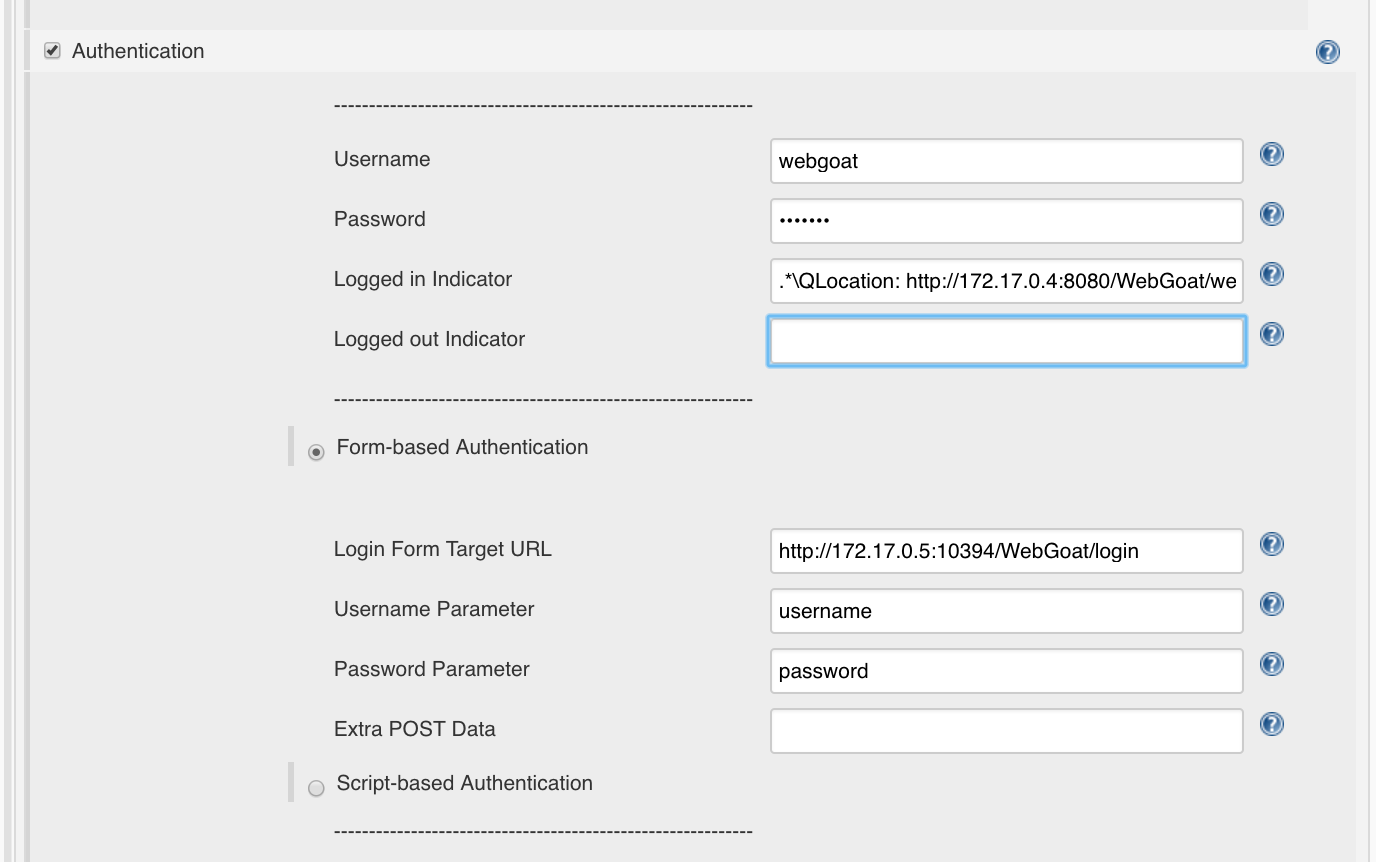 Authentication
------------------------------------------------------------
Username webgoat
Password •••••••
Logged in Indicator .*\QLocation: http://172.17.0.4:8080/WebGoat/we
Logged out Indicator
------------------------------------------------------------
Form-based Authentication
Login Form Target URL http://172.17.0.5:10394/WebGoat/login
Username Parameter username
Password Parameter password
Extra POST Data
Script-based Authentication
------------------------------------------------------------